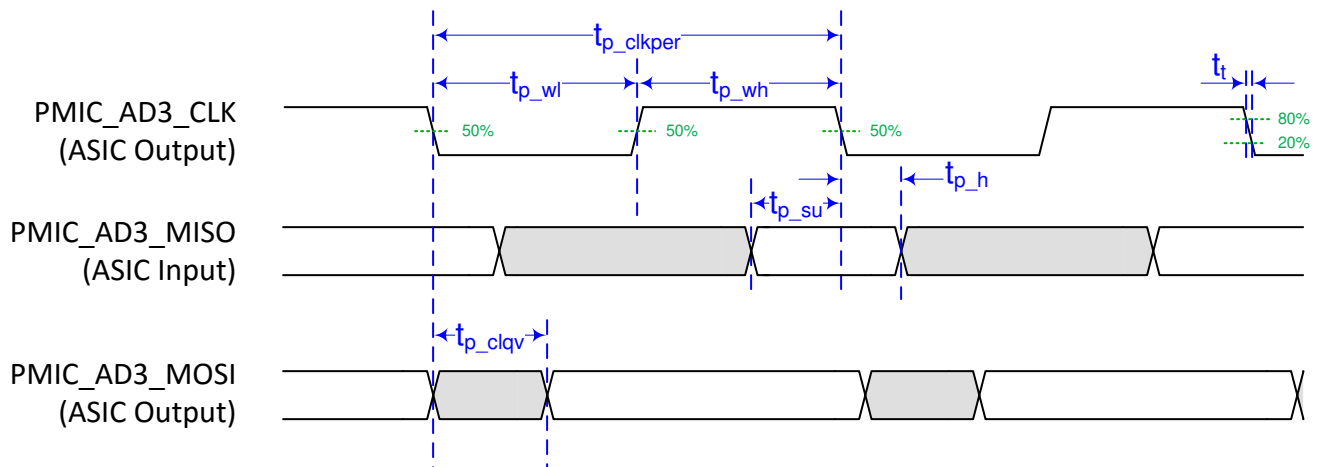 t_p_clkper
t_p_wl t_p_wh t_t
PMIC_AD3_CLK
(ASIC Output)
50% 50% 50% 80%
20%
t_p_su t_p_h
PMIC_AD3_MISO
(ASIC Input)
t_p_clqv
PMIC_AD3_MOSI
(ASIC Output)